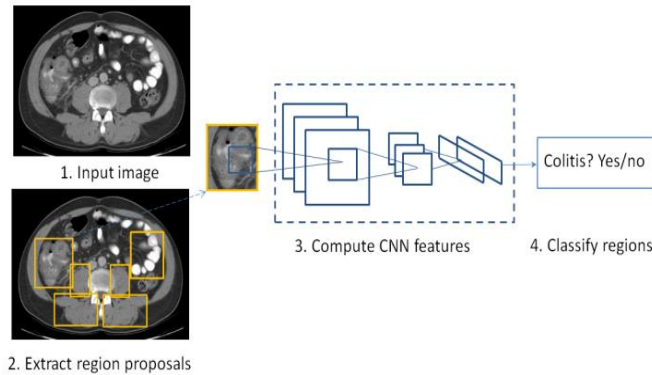 1. Input image
2. Extract region proposals
3. Compute CNN features
Colitis? Yes/no
4. Classify regions